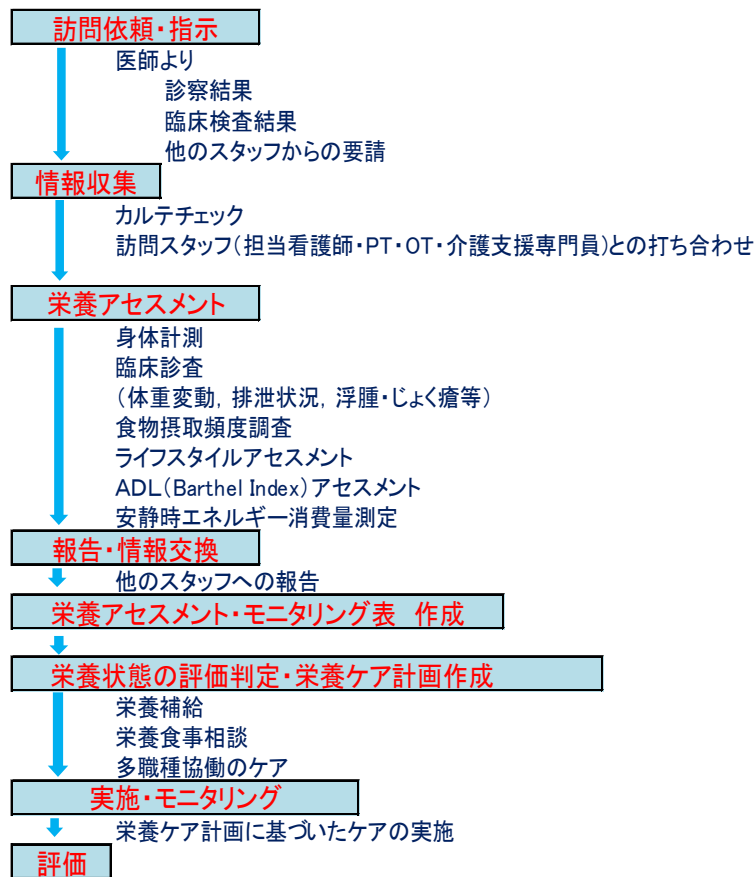 訪問依頼・指示
医師より
診察結果
臨床検査結果
他のスタッフからの要請
情報収集
カルテチェック
訪問スタッフ(担当看護師・PT・OT・介護支援専門員)との打ち合わせ
栄養アセスメント
身体計測
臨床診査
(体重変動, 排泄状況, 浮腫・じょく瘡等)
食物摂取頻度調査
ライフスタイルアセスメント
ADL(Barthel Index)アセスメント
安静時エネルギー消費量測定
報告・情報交換
他のスタッフへの報告
栄養アセスメント・モニタリング表 作成
栄養状態の評価判定・栄養ケア計画作成
栄養補給
栄養食事相談
多職種協働のケア
実施・モニタリング
栄養ケア計画に基づいたケアの実施
評価